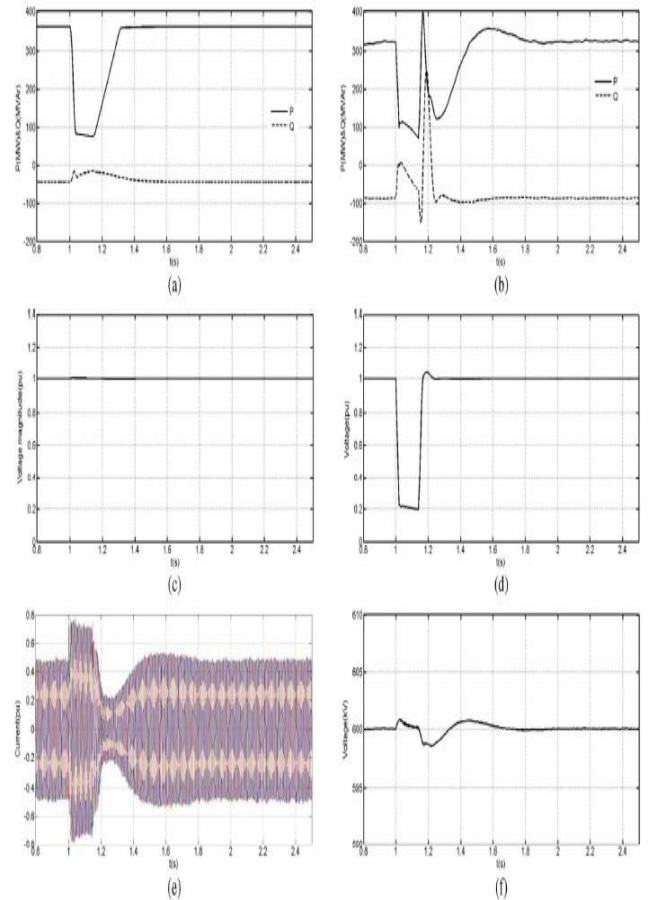 400
300
200
100
0
-100
-200
P(MW)&Q(MVAr)
P
Q
0.8 1 1.2 1.4 1.6 1.8 2 2.2 2.4
t(s)
(a)
400
300
200
100
0
-100
-200
P(MW)&Q(MVAr)
P
Q
0.8 1 1.2 1.4 1.6 1.8 2 2.2 2.4
t(s)
(b)
1.4
1.2
1
0.8
0.6
0.4
0.2
0
Voltage magnitude(pu)
0.8 1 1.2 1.4 1.6 1.8 2 2.2 2.4
t(s)
(c)
1.4
1.2
1
0.8
0.6
0.4
0.2
0
Voltage(pu)
0.8 1 1.2 1.4 1.6 1.8 2 2.2 2.4
t(s)
(d)
0.8
0.6
0.4
0.2
0
-0.2
-0.4
-0.6
-0.8
Current(pu)
0.8 1 1.2 1.4 1.6 1.8 2 2.2 2.4
t(s)
(e)
610
605
600
595
590
Voltage(kV)
0.8 1 1.2 1.4 1.6 1.8 2 2.2 2.4
t(s)
(f)